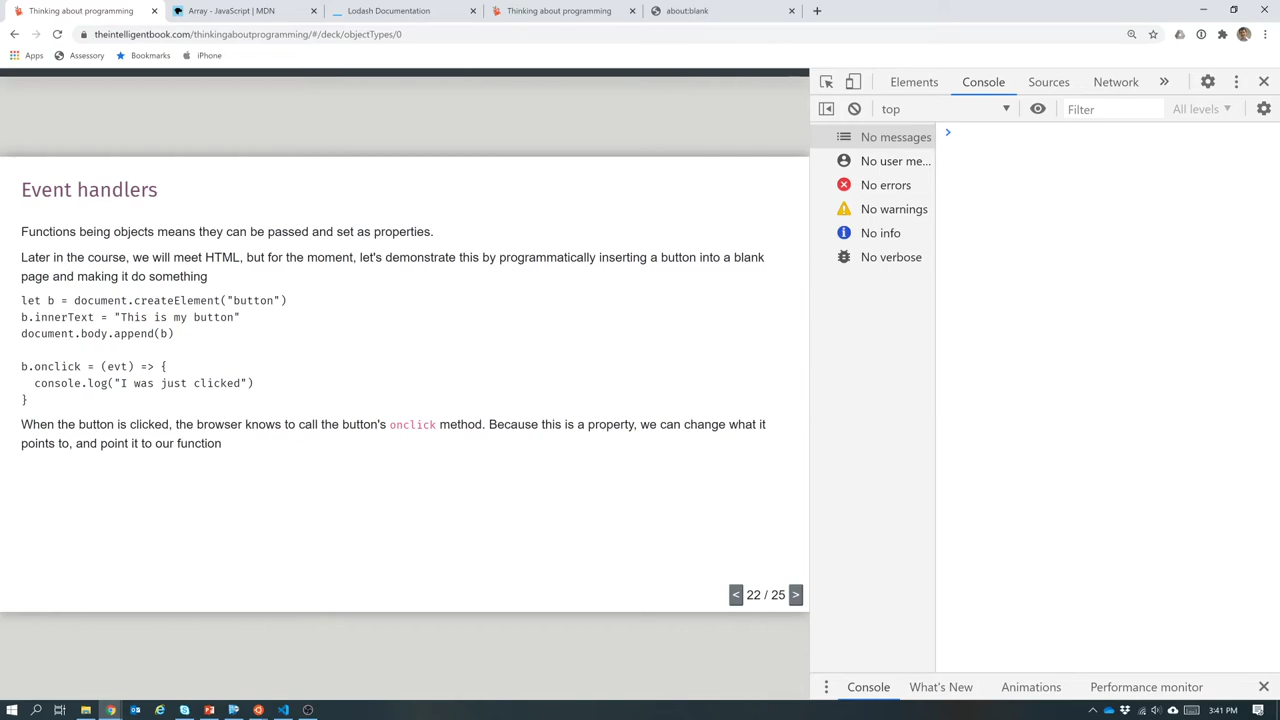 Thinking about programming
Array - JavaScript | MDN
Lodash Documentation
Thinking about programming
about:blank
theintelligentbook.com/thinkingaboutprogramming/#/deck/objectTypes/0
Apps
Assessory
Bookmarks
iPhone
Elements
Console
Sources
Network
top
Filter
All levels
No messages
No user me...
No errors
No warnings
No info
No verbose
Event handlers
Functions being objects means they can be passed and set as properties.
Later in the course, we will meet HTML, but for the moment, let's demonstrate this by programmatically inserting a button into a blank
page and making it do something
let b = document.createElement("button")
b.innerText = "This is my button"
document.body.append(b)
b.onclick = (evt) => {
console.log("I was just clicked")
}
When the button is clicked, the browser knows to call the button's onclick method. Because this is a property, we can change what it
points to, and point it to our function
< 22 / 25 >
Console
What's New
Animations
Performance monitor
3:41 PM